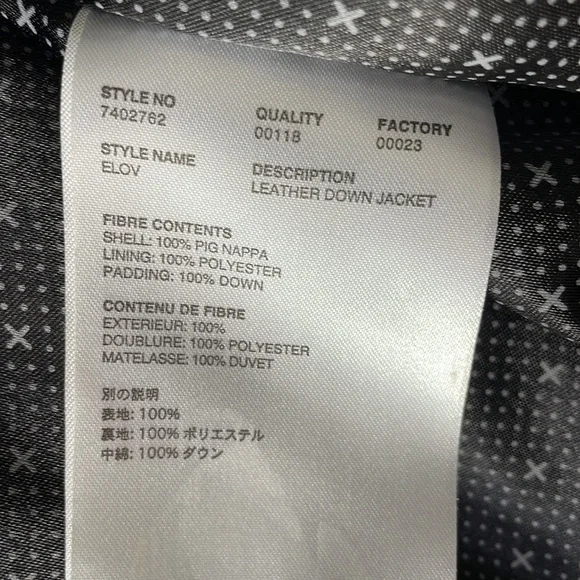 STYLE NO
7402762
QUALITY
00118
FACTORY
00023
STYLE NAME
ELOV
DESCRIPTION
LEATHER DOWN JACKET
FIBRE CONTENTS
SHELL: 100% PIG NAPPA
LINING: 100% POLYESTER
PADDING: 100% DOWN
CONTENU DE FIBRE
EXTERIEUR: 100%
DOUBLURE: 100% POLYESTER
MATELASSE: 100% DUVET
別の説明
表地: 100%
裏地: 100% ポリエステル
中綿: 100% ダウン